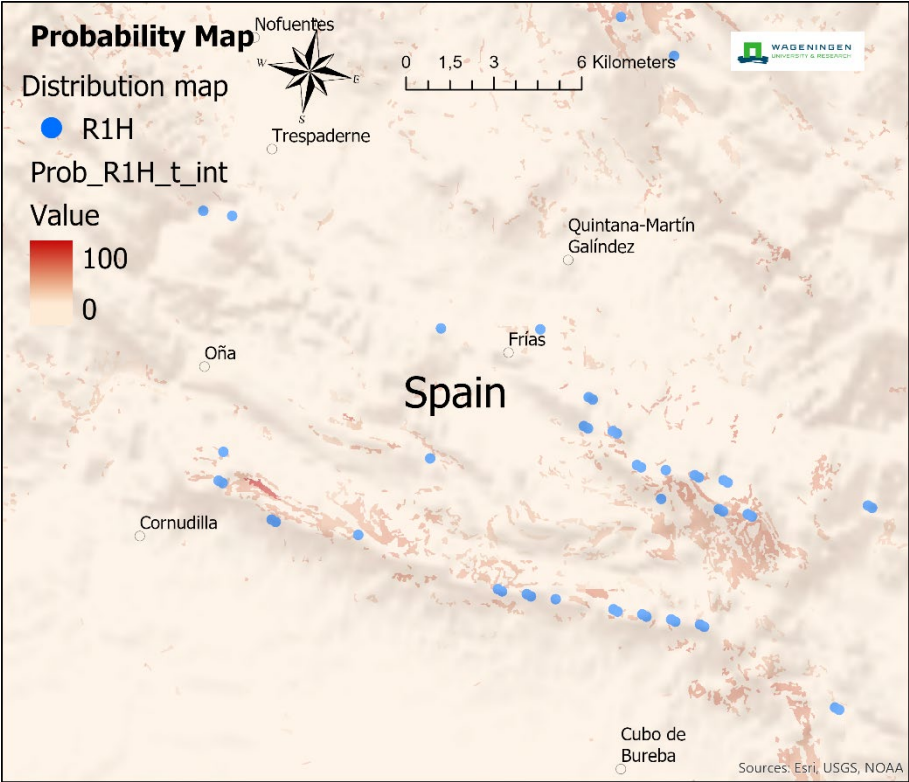 Probability Map
Distribution map
R1H
Prob_R1H_t_int
Value
100
0
Nofuentes
N
W
E
S
Trespaderne
0 1,5 3 6 Kilometers
WAGENINGEN
UNIVERSITY & RESEARCH
Quintana-Martín
Galíndez
Frías
Oña
Spain
Cornudilla
Cubo de
Bureba
Sources: Esri, USGS, NOAA